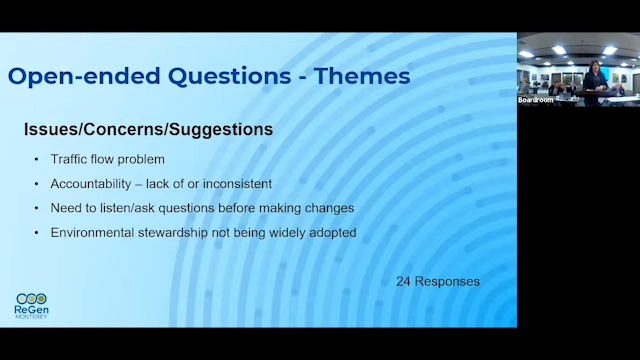 Open-ended Questions - Themes
Issues/Concerns/Suggestions
• Traffic flow problem
• Accountability – lack of or inconsistent
• Need to listen/ask questions before making changes
• Environmental stewardship not being widely adopted
24 Responses
ReGen
MONTEREY
Boardroom